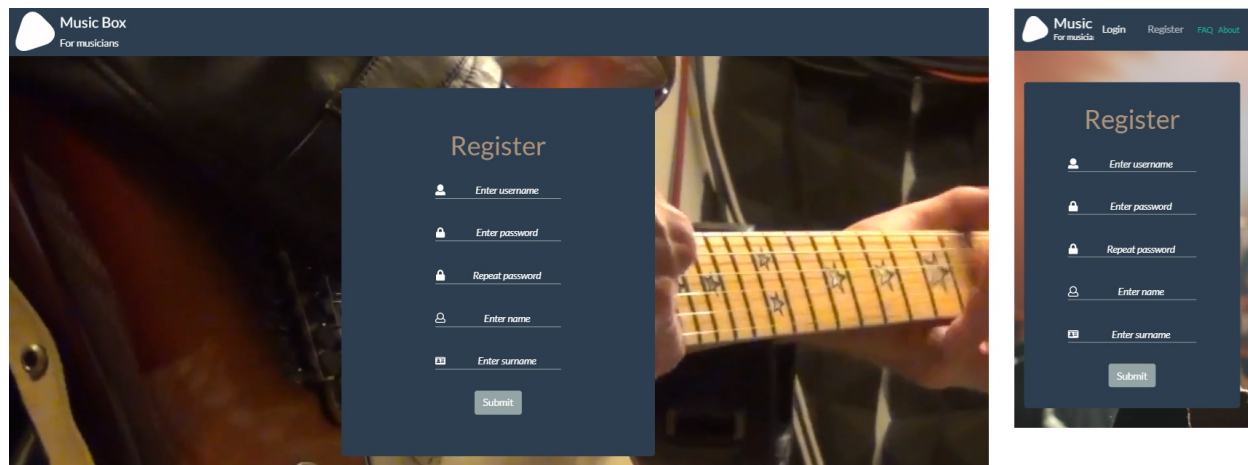 Music Box
For musicians
Register
Enter username
Enter password
Repeat password
Enter name
Enter surname
Submit
Music
For musicia
Login
Register
FAQ
About
Register
Enter username
Enter password
Repeat password
Enter name
Enter surname
Submit